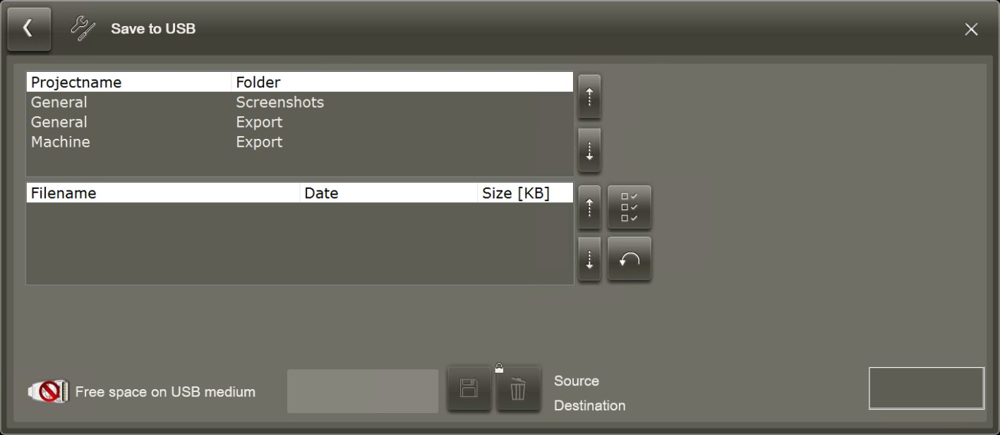 Save to USB
Projectname Folder
General Screenshots
General Export
Machine Export
Filename Date Size [KB]
Free space on USB medium
Source
Destination